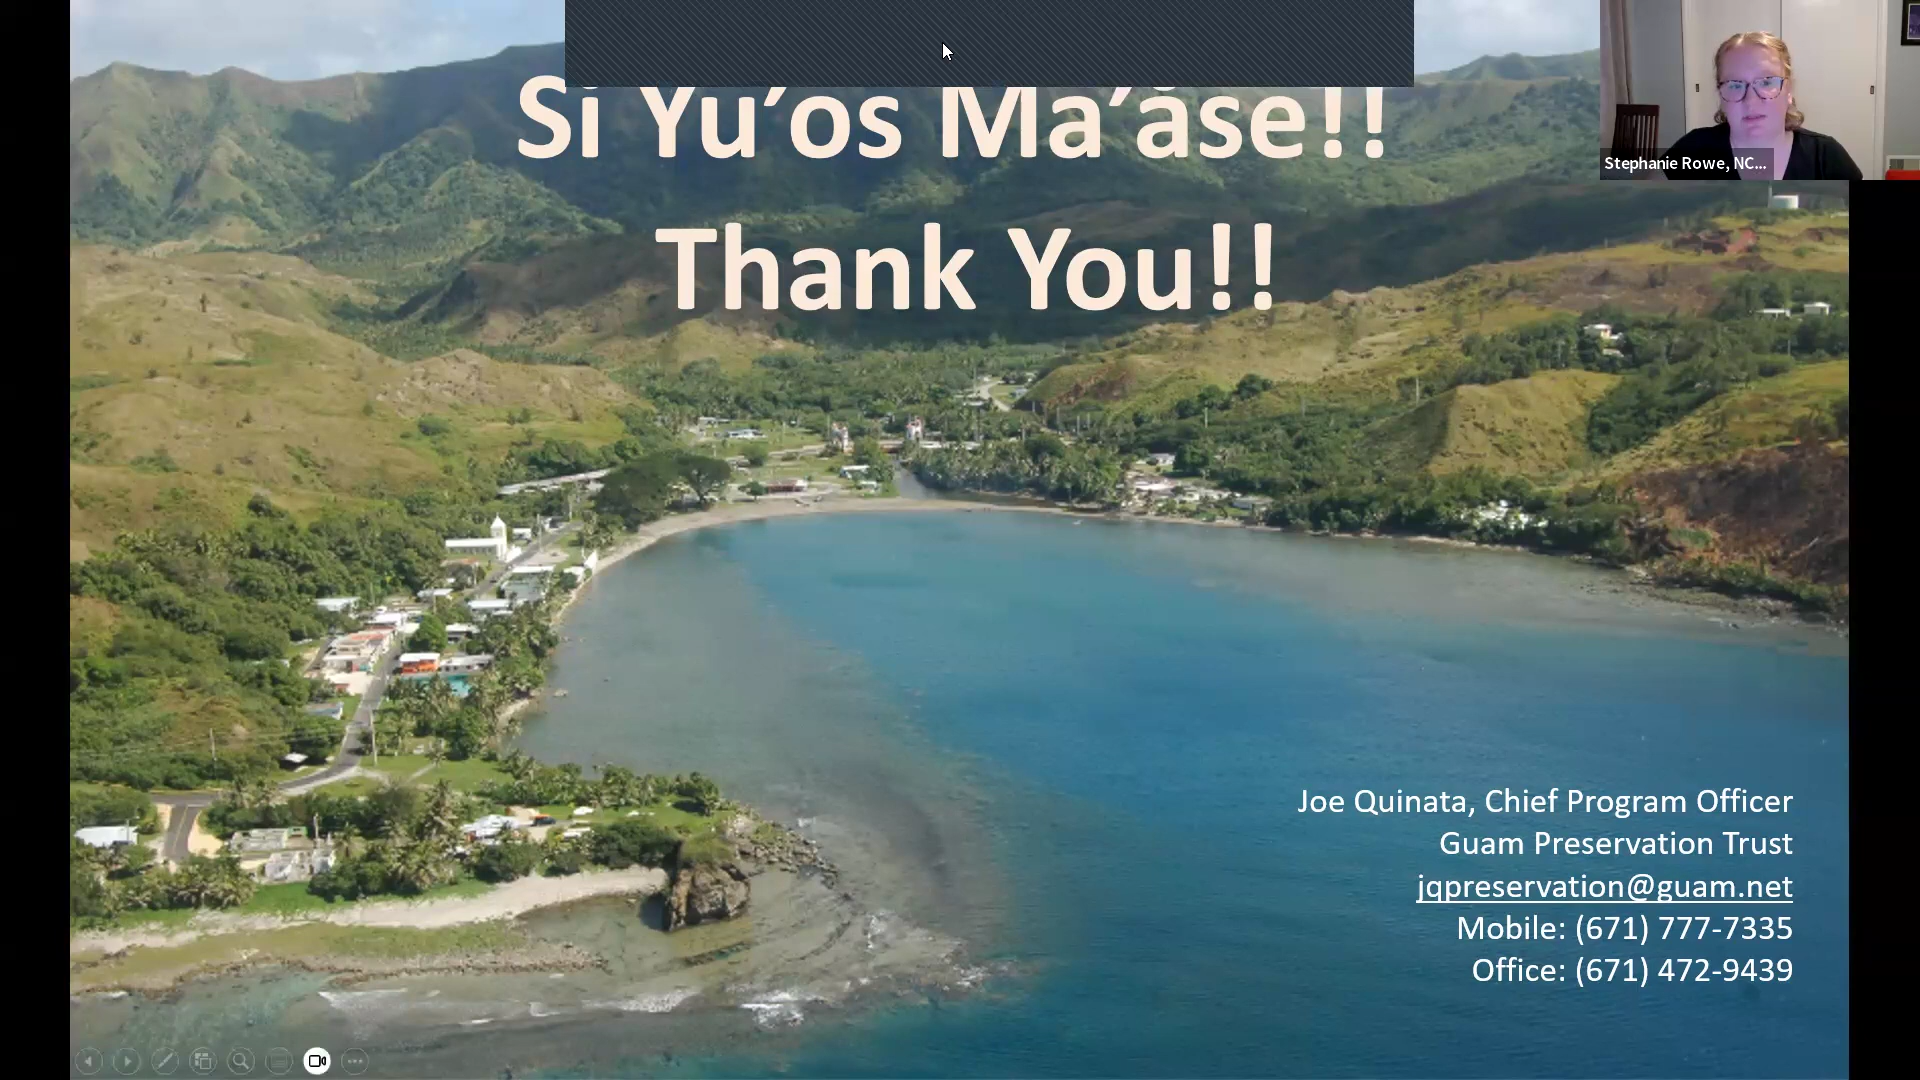 Si Yu'os Ma'åse!!
Thank You!!
Stephanie Rowe, NC...
Joe Quinata, Chief Program Officer
Guam Preservation Trust
jqpreservation@guam.net
Mobile: (671) 777-7335
Office: (671) 472-9439